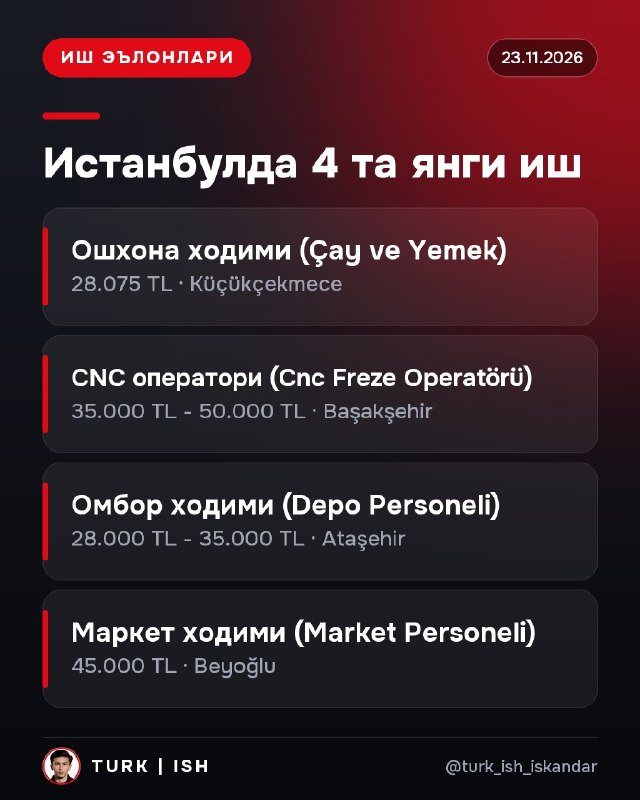 ИШ ЭЪЛОНЛАРИ
23.11.2026
Истанбулда 4 та янги иш
Ошхона ходими (Çay ve Yemek)
28.075 TL · Küçükçekmece
CNC оператори (Cnc Freze Operatörü)
35.000 TL - 50.000 TL · Başakşehir
Омбор ходими (Depo Personeli)
28.000 TL - 35.000 TL · Ataşehir
Маркет ходими (Market Personeli)
45.000 TL · Beyoğlu
TURK | ISH
@turk_ish_iskandar